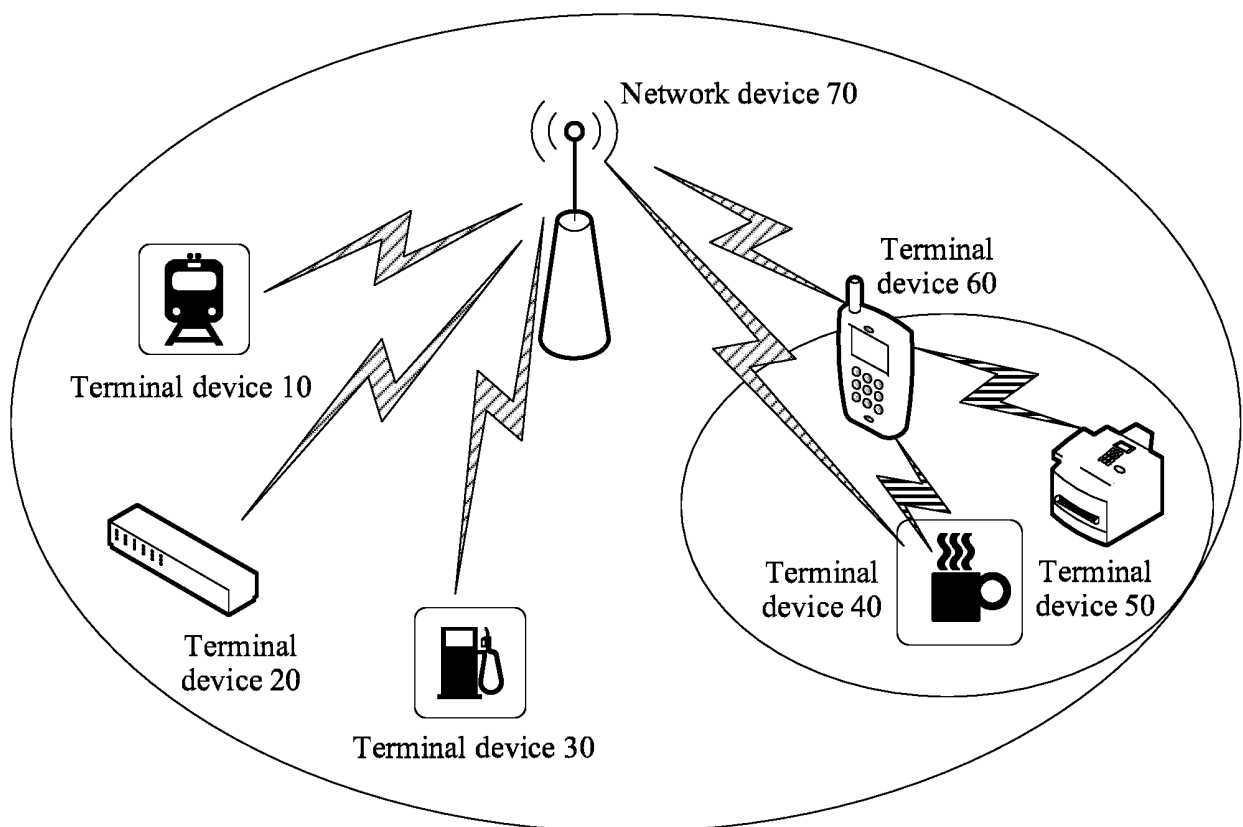 Network device 70
Terminal
device 60
Terminal device 10
Terminal
device 40
Terminal
device 50
Terminal
device 20
Terminal device 30